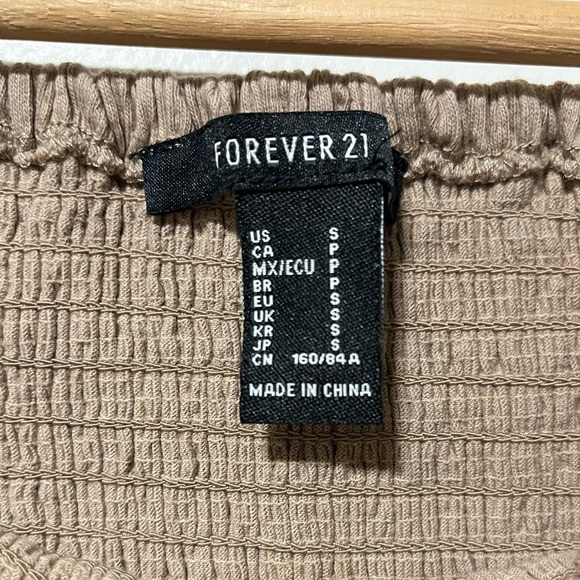 FOREVER 21
US S
CA P
MX/ECU P
BR P
EU S
UK S
KR S
JP S
CN 160/84A
MADE IN CHINA